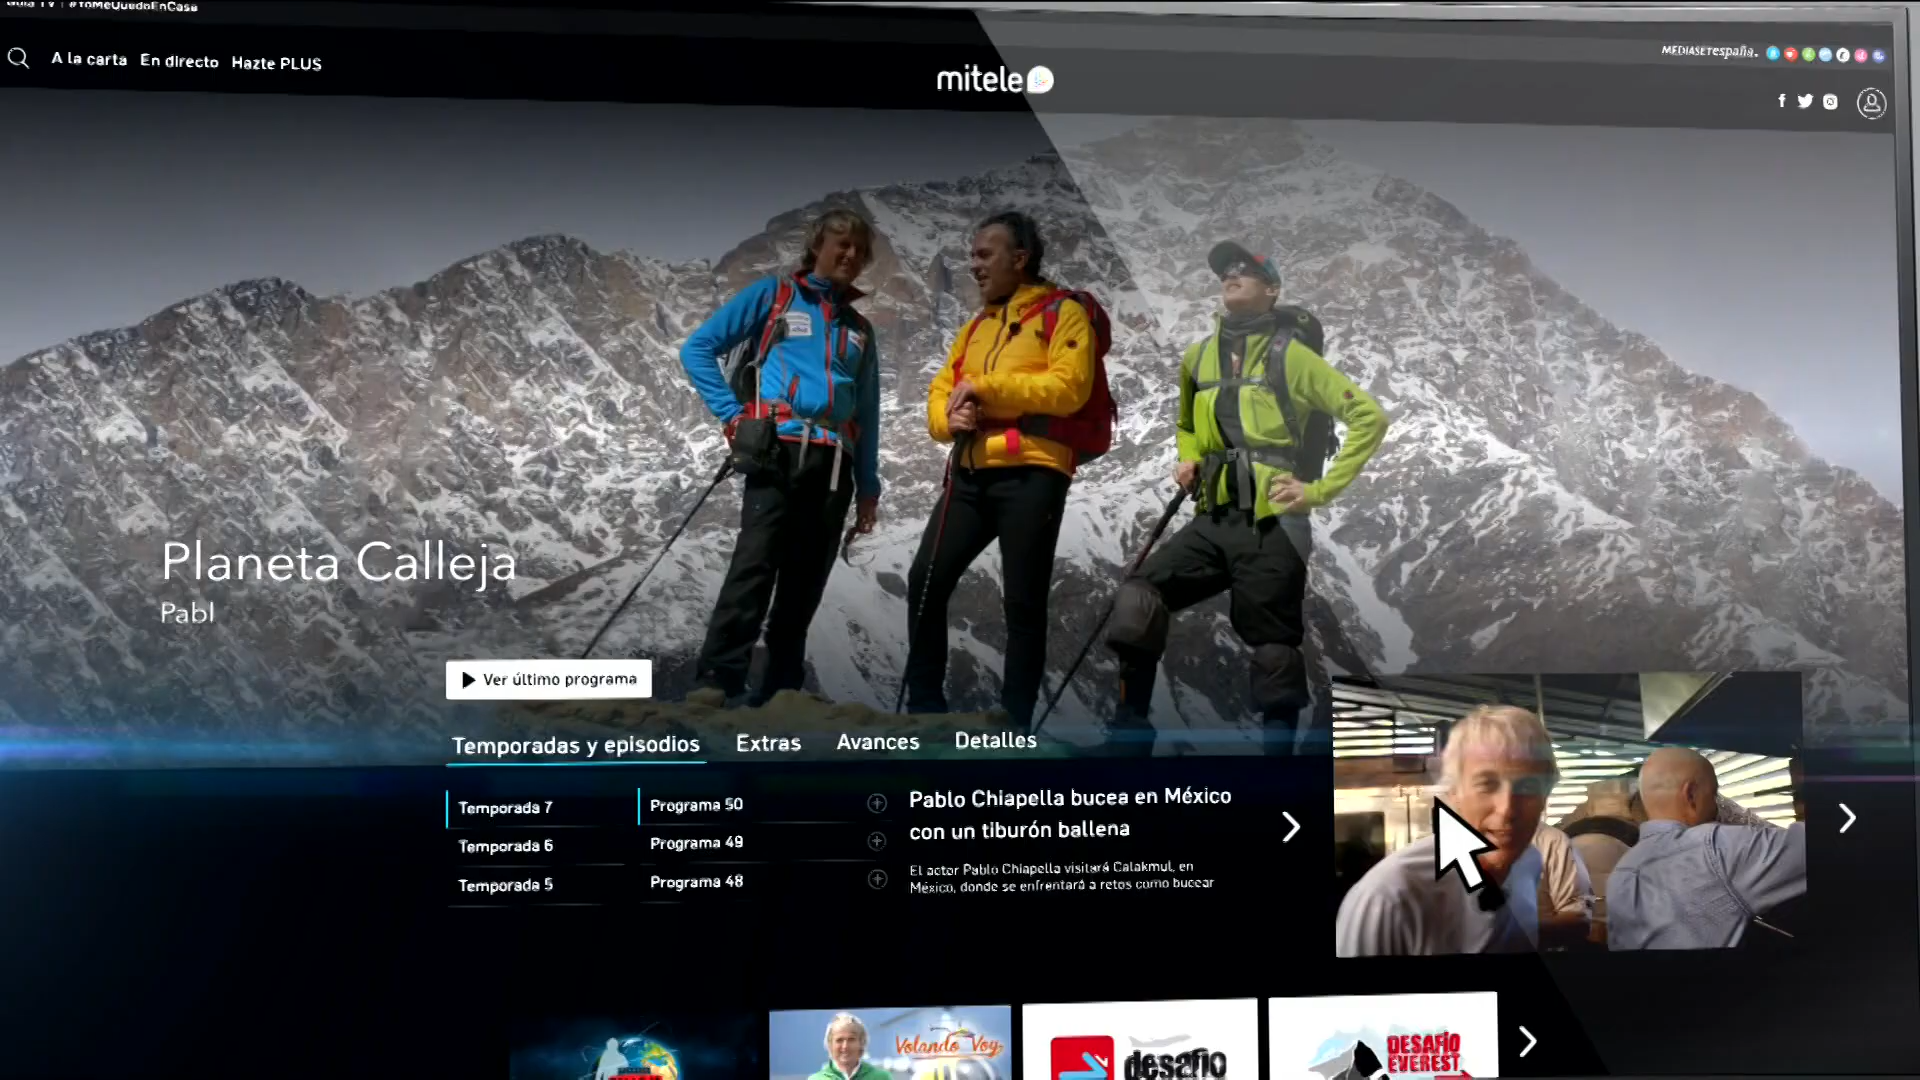 Guía TV | #YoMeQuedoEnCasa
A la carta En directo Hazte PLUS
mitele
MEDIASETespaña.
Planeta Calleja
Pabl
Ver último programa
Temporadas y episodios Extras Avances Detalles
Temporada 7
Temporada 6
Temporada 5
Programa 50
Programa 49
Programa 48
Pablo Chiapella bucea en México
con un tiburón ballena
El actor Pablo Chiapella visitará Calakmul, en
México, donde se enfrentará a retos como bucear
Volando Voy
desafío
DESAFÍO
EVEREST